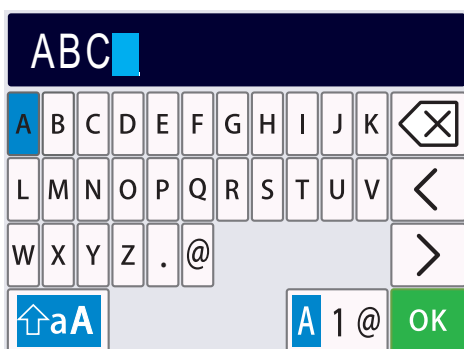 ABC
A B C D E F G H I J K
L M N O P Q R S T U V
W X Y Z . @
aA A 1 @ OK